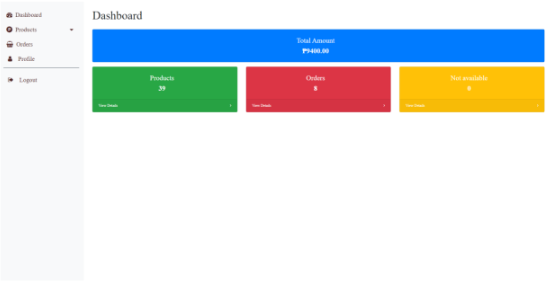 Dashboard
Products
Orders
Profile
Logout
Dashboard
Total Amount
₱9400.00
Products
39
View Details
Orders
8
View Details
Not available
0
View Details